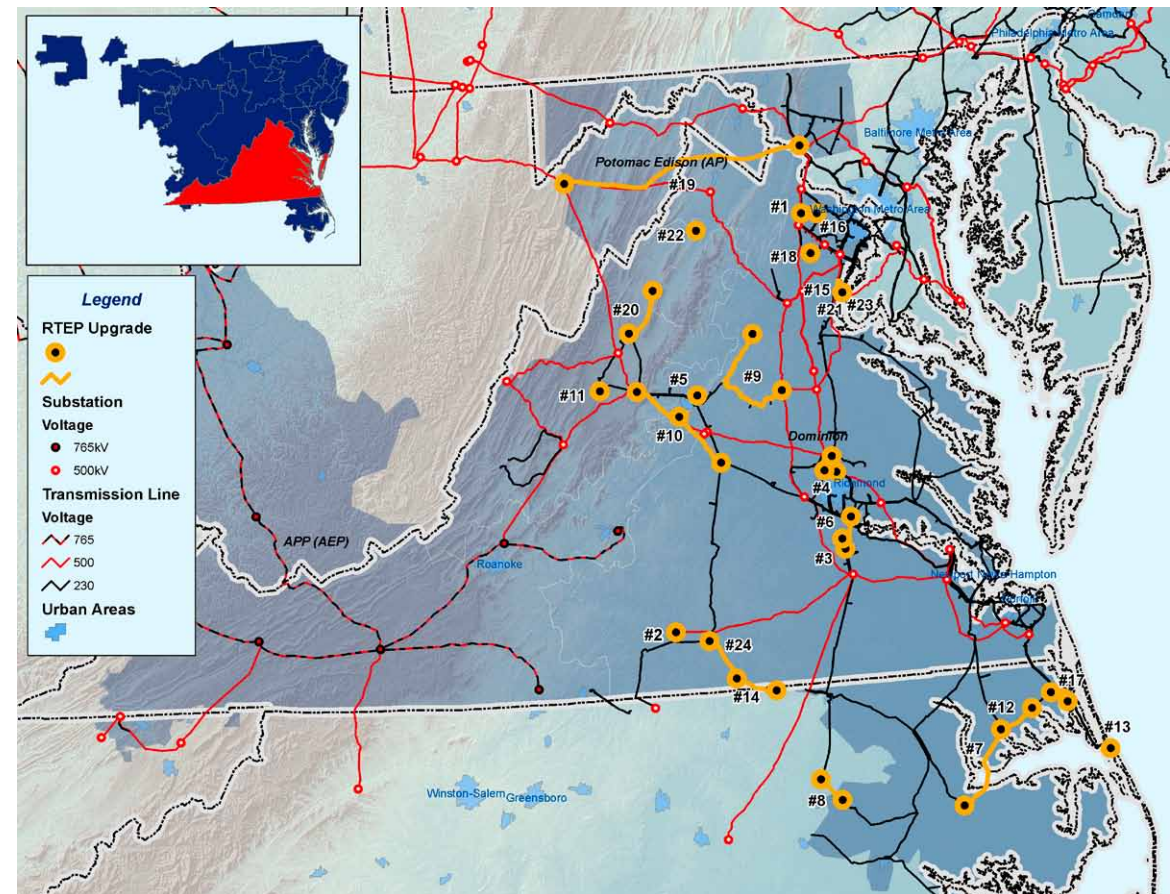 Camden
Philadelphia Metro Area
Baltimore Metro Area
Potomac Edison (AP)
#19
#1
Washington Metro Area
#16
#22
#18
#15
#23
#21
#20
#5
#9
#11
#10
Dominion
#4
Richmond
#6
#3
APP (AEP)
Roanoke
Newport News Hampton
Norfolk
#2
#24
#14
#17
#12
#13
#7
#8
Winston-Salem
Greensboro
Legend
RTEP Upgrade
Substation
Voltage
765kV
500kV
Transmission Line
Voltage
765
500
230
Urban Areas